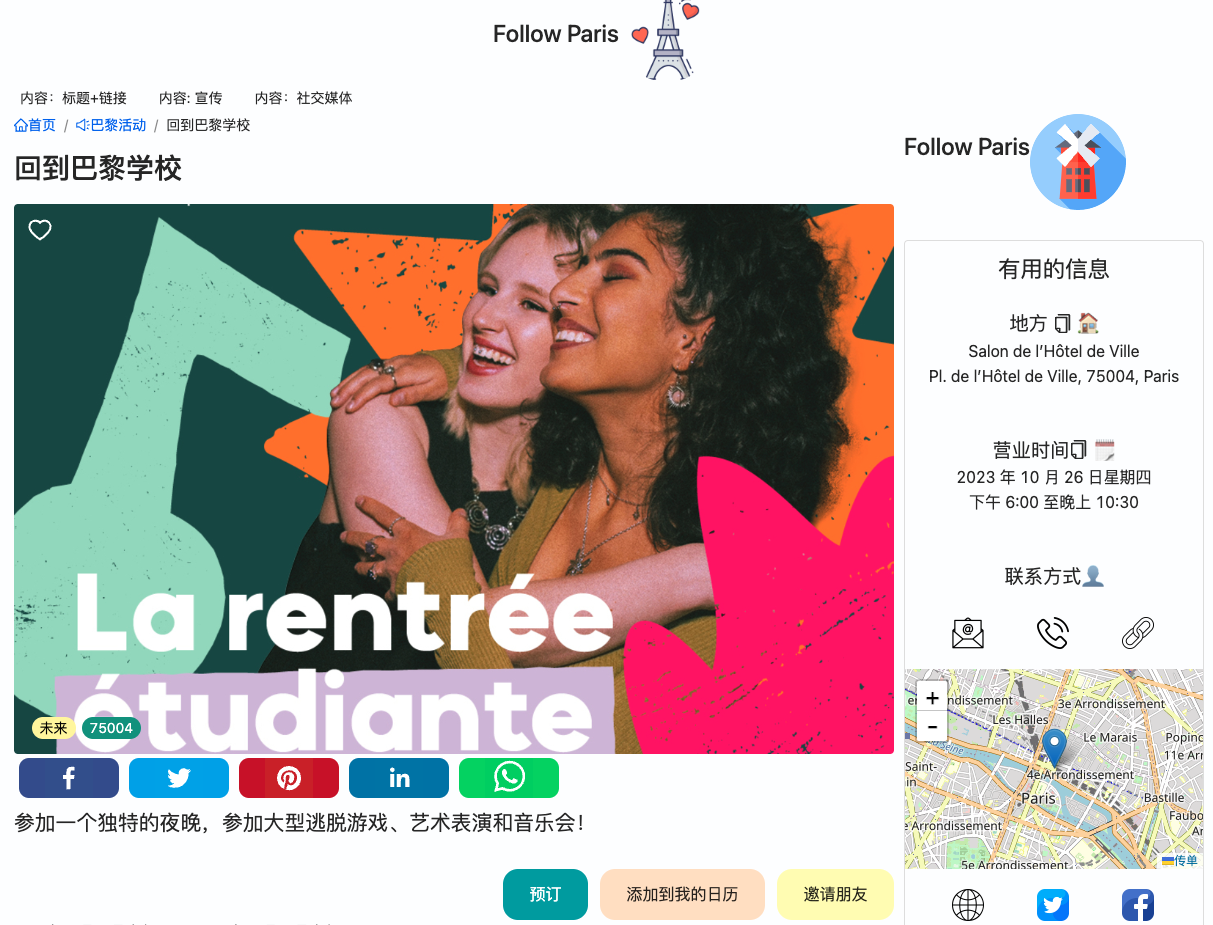 Follow Paris
内容：标题+链接 内容: 宣传 内容：社交媒体
首页 / 巴黎活动 / 回到巴黎学校
回到巴黎学校
La rentrée
étudiante
未来 75004
参加一个独特的夜晚，参加大型逃脱游戏、艺术表演和音乐会！
预订 添加到我的日历 邀请朋友
Follow Paris
有用的信息
地方
Salon de l’Hôtel de Ville
Pl. de l’Hôtel de Ville, 75004, Paris
营业时间
2023 年 10 月 26 日星期四
下午 6:00 至晚上 10:30
联系方式
+
−
3e Arrondissement
Les Halles
Le Marais
4e Arrondissement
Paris
Bastille
5e Arrondissement
传单